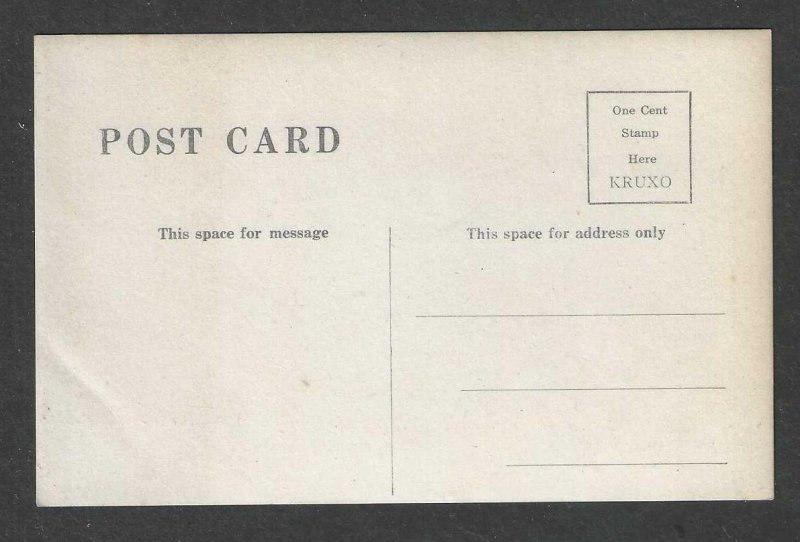 POST CARD
One Cent
Stamp
Here
KRUXO
This space for message
This space for address only